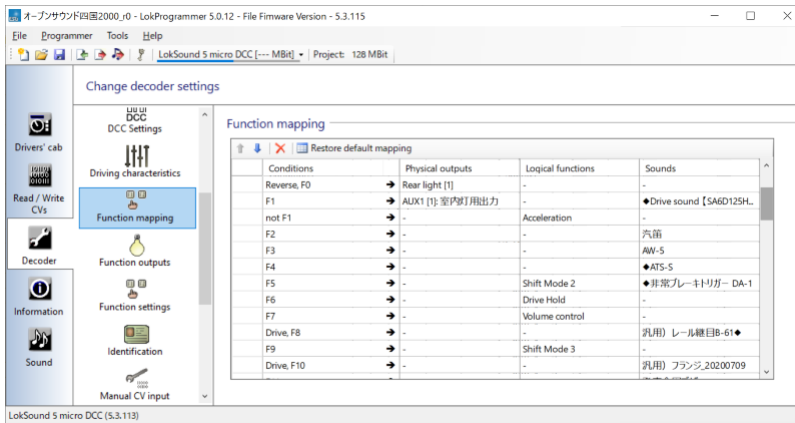 オープンサウンド四国2000_r0 - LokProgrammer 5.0.12 - File Fimware Version - 5.3.115
File Programmer Tools Help
LokSound 5 micro DCC [--- MBit] Project: 128 MBit
Change decoder settings
Drivers' cab
Read / Write CVs
Decoder
Information
Sound
DCC
DCC Settings
Driving characteristics
Function mapping
Function outputs
Function settings
Identification
Manual CV input
Function mapping
Restore default mapping
Conditions Physical outputs Logical functions Sounds
Reverse, F0 ➔ Rear light [1] - -
F1 ➔ AUX1 [1]: 室内灯用出力 - ◆Drive sound【SA6D125H...
not F1 ➔ - Acceleration -
F2 ➔ - - 汽笛
F3 ➔ - - AW-5
F4 ➔ - - ◆ATS-S
F5 ➔ - Shift Mode 2 ◆非常ブレーキトリガー DA-1
F6 ➔ - Drive Hold -
F7 ➔ - Volume control -
Drive, F8 ➔ - - 汎用）レール継目B-61◆
F9 ➔ - Shift Mode 3 -
Drive, F10 ➔ - - 汎用）フランジ_20200709
LokSound 5 micro DCC (5.3.113)